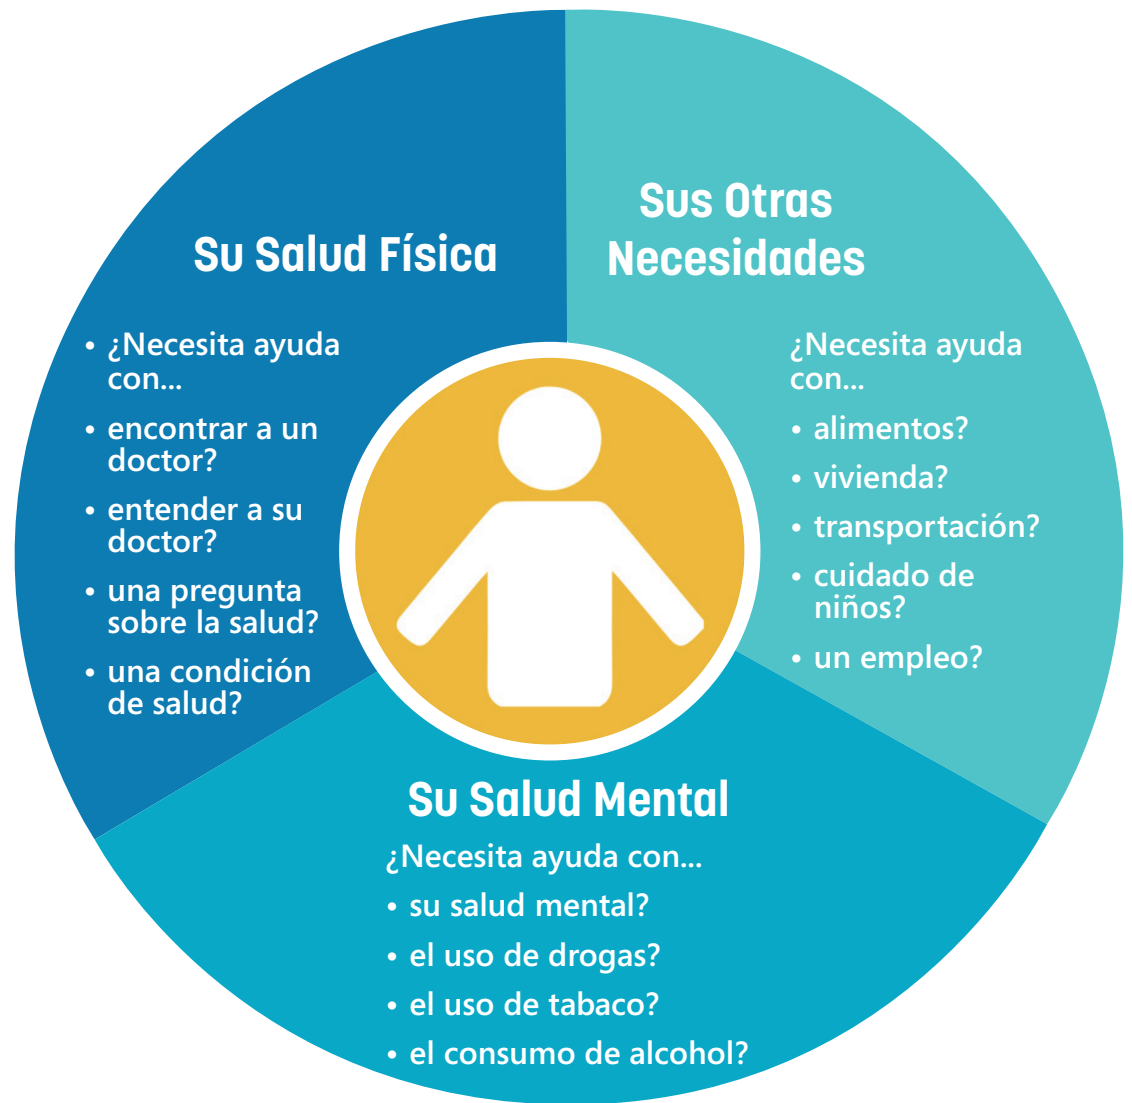 Su Salud Física
• ¿Necesita ayuda
con...
• encontrar a un
doctor?
• entender a su
doctor?
• una pregunta
sobre la salud?
• una condición
de salud?
Sus Otras
Necesidades
¿Necesita ayuda
con...
• alimentos?
• vivienda?
• transportación?
• cuidado de
niños?
• un empleo?
Su Salud Mental
¿Necesita ayuda con...
• su salud mental?
• el uso de drogas?
• el uso de tabaco?
• el consumo de alcohol?